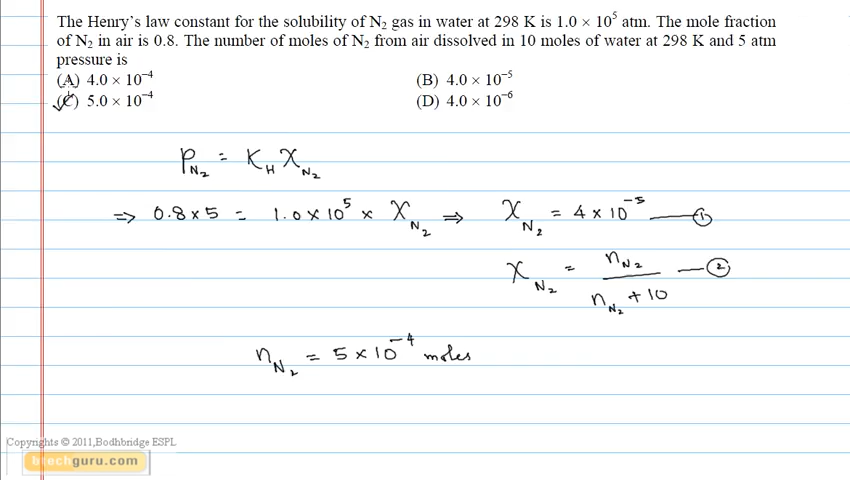 The Henry's law constant for the solubility of N₂ gas in water at 298 K is 1.0 × 10⁵ atm. The mole fraction
of N₂ in air is 0.8. The number of moles of N₂ from air dissolved in 10 moles of water at 298 K and 5 atm
pressure is
(A) 4.0 × 10⁻⁴ (B) 4.0 × 10⁻⁵
(C) 5.0 × 10⁻⁴ (D) 4.0 × 10⁻⁶
p_N₂ = K_H X_N₂
⇒ 0.8 × 5 = 1.0 × 10⁵ × X_N₂ ⇒ X_N₂ = 4 × 10⁻⁵ — ①
X_N₂ = n_N₂ / (n_N₂ + 10) — ②
n_N₂ = 5 × 10⁻⁴ moles
Copyrights © 2011,Bodhbridge ESPL
btechguru.com